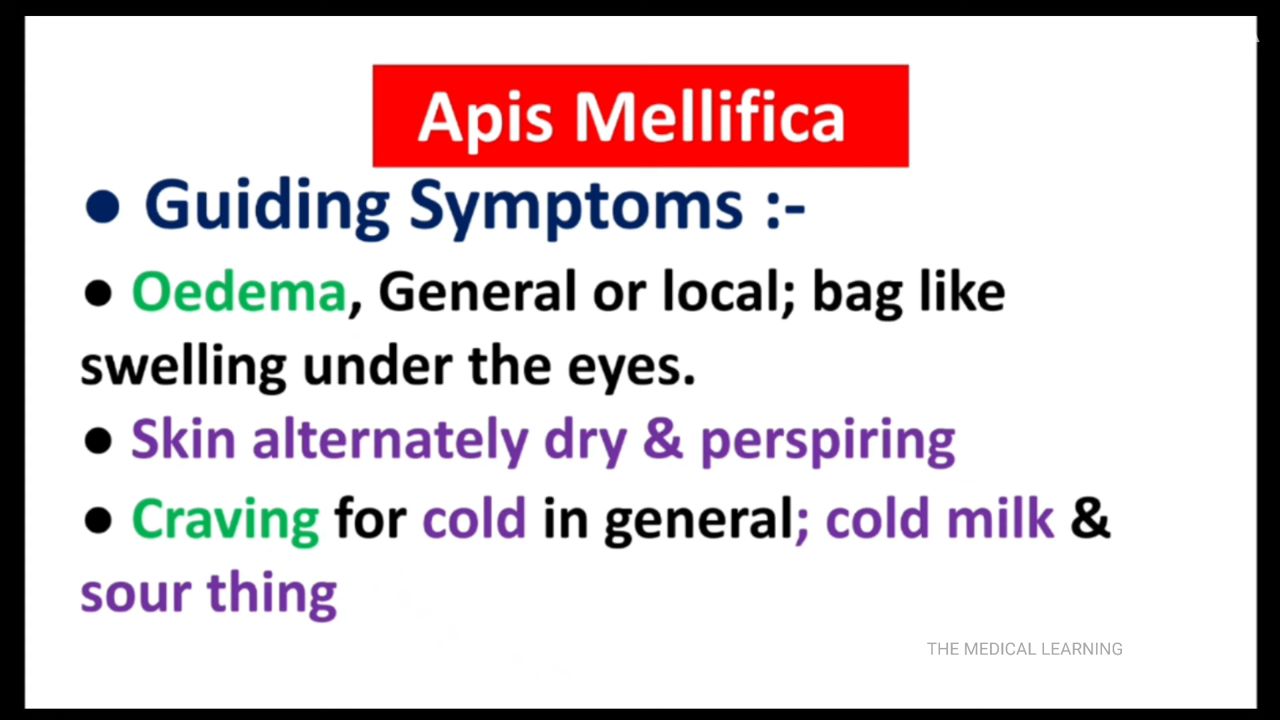 Apis Mellifica
● Guiding Symptoms :-
● Oedema, General or local; bag like
swelling under the eyes.
● Skin alternately dry & perspiring
● Craving for cold in general; cold milk &
sour thing
THE MEDICAL LEARNING